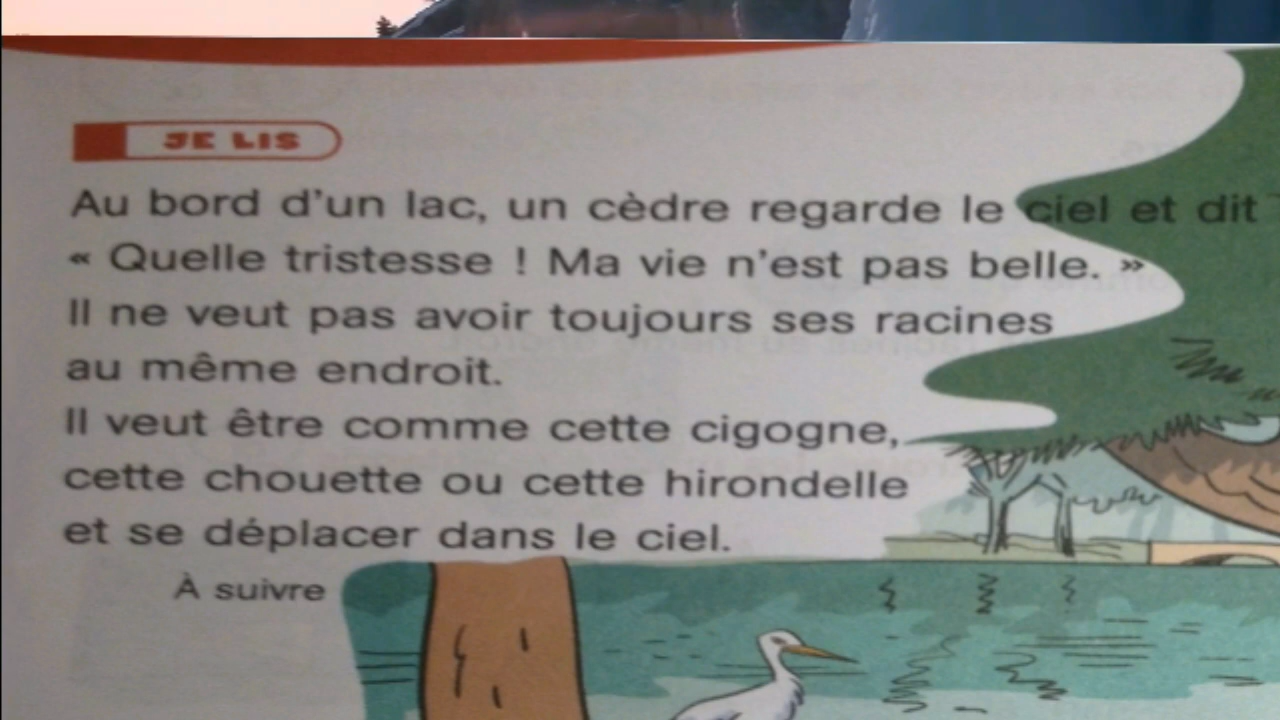 JE LIS
Au bord d'un lac, un cèdre regarde le ciel et dit
« Quelle tristesse ! Ma vie n'est pas belle. »
Il ne veut pas avoir toujours ses racines
au même endroit.
Il veut être comme cette cigogne,
cette chouette ou cette hirondelle
et se déplacer dans le ciel.
À suivre